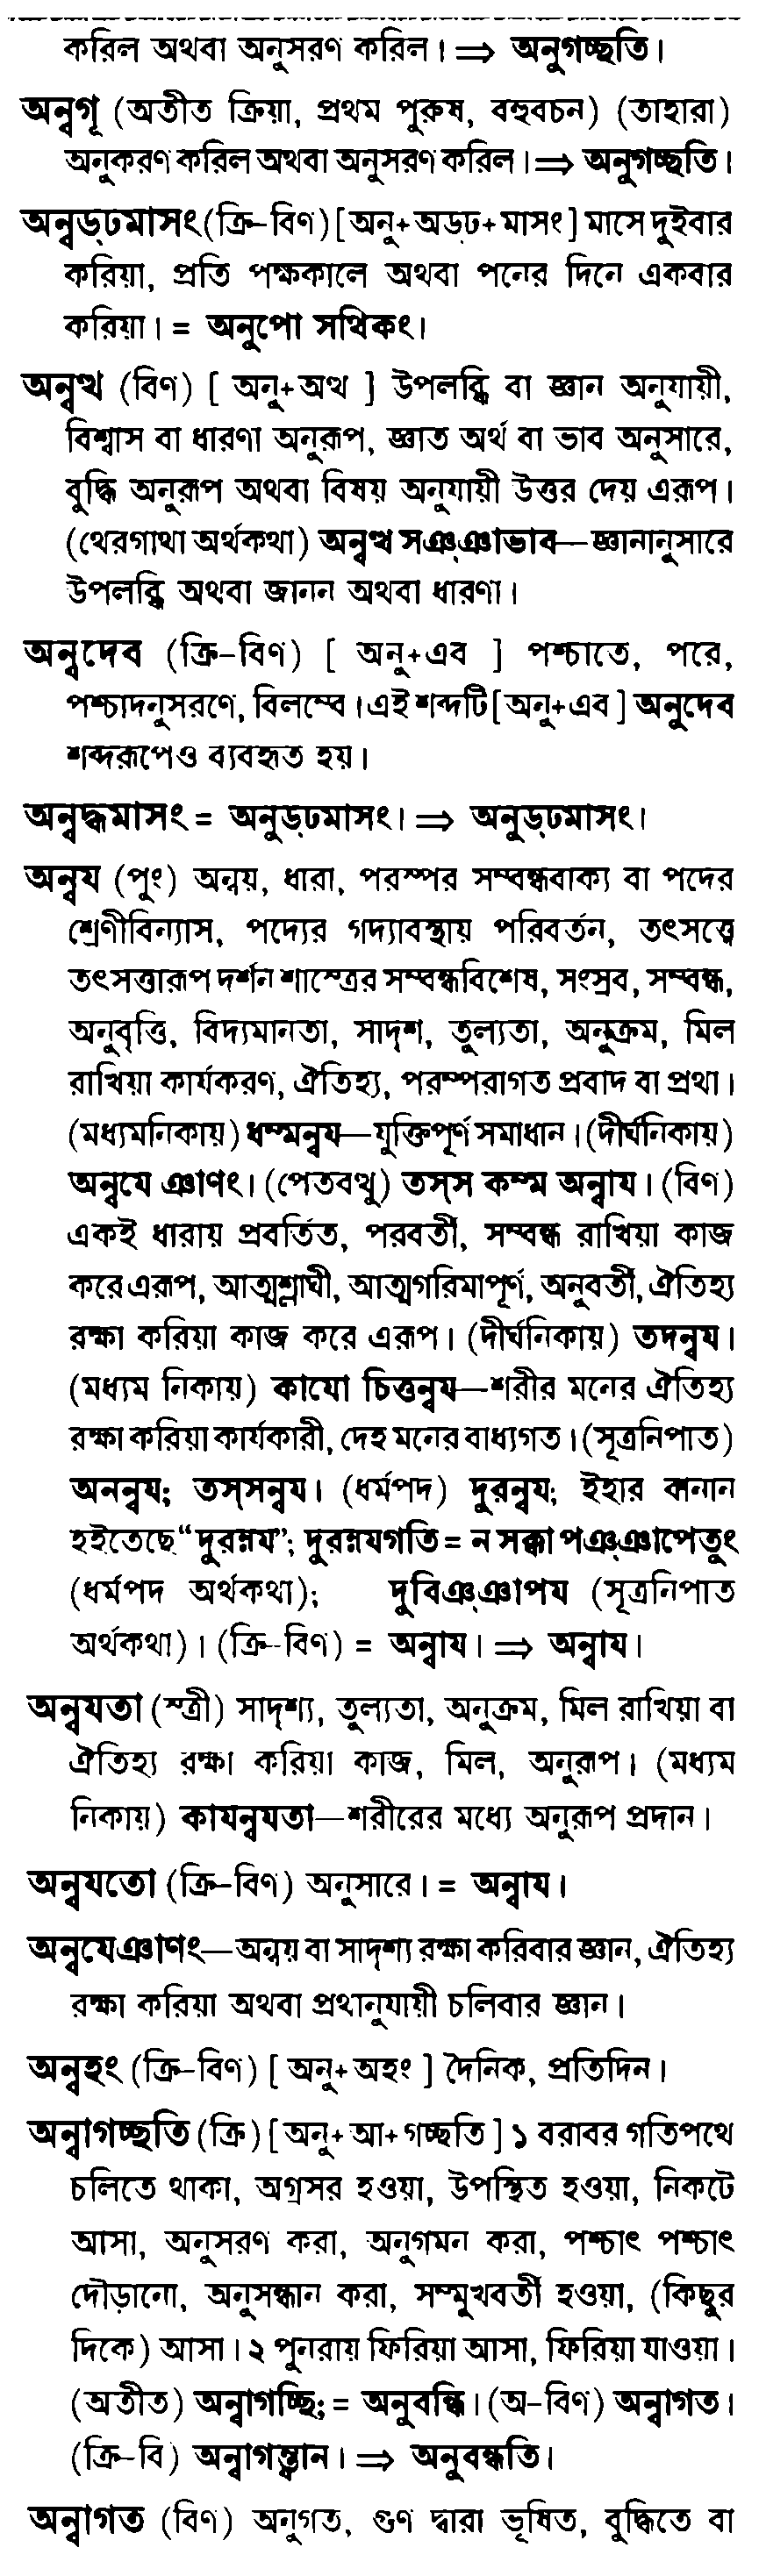 করিল অথবা অনুসরণ করিল। ⇒ অনুগচ্ছতি।
অন্বগূ (অতীত ক্রিয়া, প্রথম পুরুষ, বহুবচন) (তাহারা)
অনুকরণ করিল অথবা অনুসরণ করিল। ⇒ অনুগচ্ছতি।
অন্বড্ঢমাসং (ক্রি-বিণ) [ অনু+অড্ঢ+মাসং ] মাসে দুইবার
করিয়া, প্রতি পক্ষকালে অথবা পনের দিনে একবার
করিয়া। = অনুপো সথিকং।
অন্বত্থ (বিণ) [ অনু+অত্থ ] উপলব্ধি বা জ্ঞান অনুযায়ী,
বিশ্বাস বা ধারণা অনুরূপ, জ্ঞাত অর্থ বা ভাব অনুসারে,
বুদ্ধি অনুরূপ অথবা বিষয় অনুযায়ী উত্তর দেয় এরূপ।
(থেরগাথা অর্থকথা) অন্বত্থ সঞ্ঞাভাব—জ্ঞানানুসারে
উপলব্ধি অথবা জানন অথবা ধারণা।
অন্বদেব (ক্রি-বিণ) [ অনু+এব ] পশ্চাতে, পরে,
পশ্চাদনুসরণে, বিলম্বে। এই শব্দটি [ অনু+এব ] অনুদেব
শব্দরূপেও ব্যবহৃত হয়।
অন্বদ্ধমাসং = অনুড্ঢমাসং। ⇒ অনুড্ঢমাসং।
অন্বয (পুং) অন্বয়, ধারা, পরস্পর সম্বন্ধবাক্য বা পদের
শ্রেণীবিন্যাস, পদ্যের গদ্যাবস্থায় পরিবর্তন, তৎসত্ত্বে
তৎসত্তারূপ দর্শন শাস্ত্রের সম্বন্ধবিশেষ, সংস্রব, সম্বন্ধ,
অনুবৃত্তি, বিদ্যমানতা, সাদৃশ, তুল্যতা, অনুক্রম, মিল
রাখিয়া কার্যকরণ, ঐতিহ্য, পরম্পরাগত প্রবাদ বা প্রথা।
(মধ্যমনিকায়) ধম্মন্বয—যুক্তিপূর্ণ সমাধান। (দীর্ঘনিকায়)
অন্বযে ঞাণং। (পেতবত্থু) তস্স কম্ম অন্বায। (বিণ)
একই ধারায় প্রবর্তিত, পরবর্তী, সম্বন্ধ রাখিয়া কাজ
করে এরূপ, আত্মশ্লাঘী, আত্মগরিমাপূর্ণ, অনুবর্তী, ঐতিহ্য
রক্ষা করিয়া কাজ করে এরূপ। (দীর্ঘনিকায়) তদন্বয।
(মধ্যম নিকায়) কাযো চিত্তন্বয—শরীর মনের ঐতিহ্য
রক্ষা করিয়া কার্যকারী, দেহ মনের বাধ্যগত। (সূত্রনিপাত)
অনন্বয; তস্সন্বয। (ধর্মপদ) দুরন্বয; ইহার বানান
হইতেছে “দুরন্নয”; দুরন্নযগতি = ন সক্কা পঞ্ঞাপেতুং
(ধর্মপদ অর্থকথা); দুবিঞ্ঞাপয (সূত্রনিপাত
অর্থকথা)। (ক্রি-বিণ) = অন্বায। ⇒ অন্বায।
অন্বযতা (স্ত্রী) সাদৃশ্য, তুল্যতা, অনুক্রম, মিল রাখিয়া বা
ঐতিহ্য রক্ষা করিয়া কাজ, মিল, অনুরূপ। (মধ্যম
নিকায়) কাযন্বযতা—শরীরের মধ্যে অনুরূপ প্রদান।
অন্বযতো (ক্রি-বিণ) অনুসারে। = অন্বায।
অন্বযেঞাণং—অন্বয় বা সাদৃশ্য রক্ষা করিবার জ্ঞান, ঐতিহ্য
রক্ষা করিয়া অথবা প্রথানুযায়ী চলিবার জ্ঞান।
অন্বহং (ক্রি-বিণ) [ অনু+অহং ] দৈনিক, প্রতিদিন।
অন্বাগচ্ছতি (ক্রি) [ অনু+আ+গচ্ছতি ] ১ বরাবর গতিপথে
চলিতে থাকা, অগ্রসর হওয়া, উপস্থিত হওয়া, নিকটে
আসা, অনুসরণ করা, অনুগমন করা, পশ্চাৎ পশ্চাৎ
দৌড়ানো, অনুসন্ধান করা, সম্মুখবর্তী হওয়া, (কিছুর
দিকে) আসা। ২ পুনরায় ফিরিয়া আসা, ফিরিয়া যাওয়া।
(অতীত) অন্বাগচ্ছি; = অনুবন্ধি। (অ-বিণ) অন্বাগত।
(ক্রি-বি) অন্বাগন্ত্বান। ⇒ অনুবন্ধতি।
অন্বাগত (বিণ) অনুগত, গুণ দ্বারা ভূষিত, বুদ্ধিতে বা